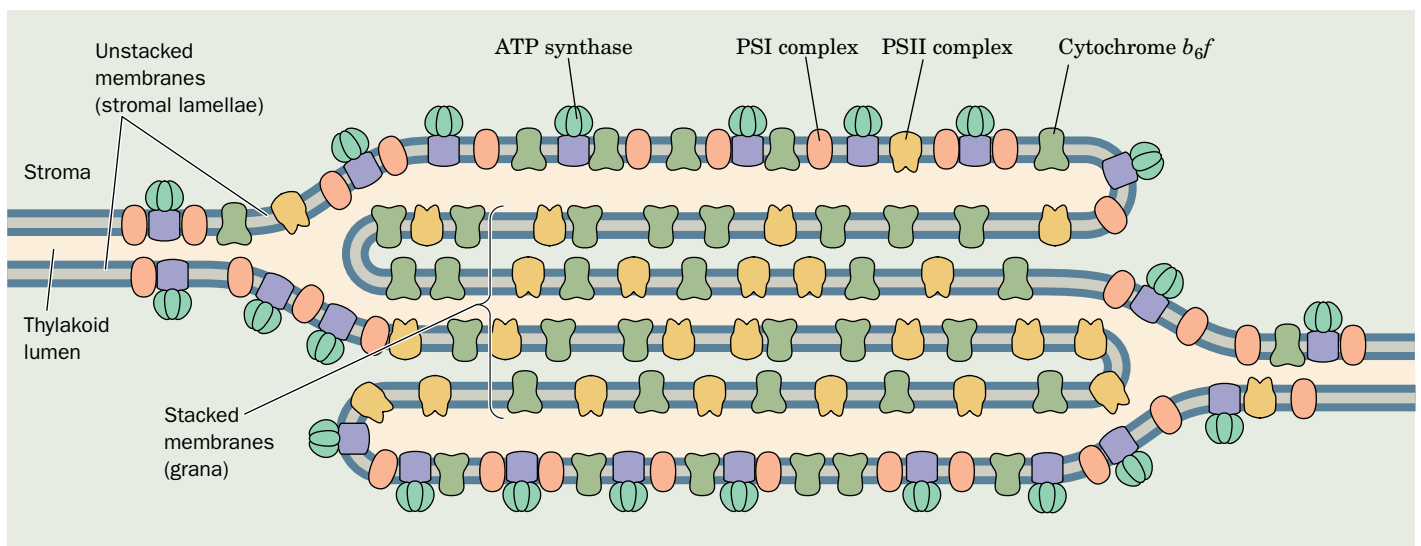 Unstacked
membranes
(stromal lamellae)
ATP synthase
PSI complex
PSII complex
Cytochrome b₆f
Stroma
Thylakoid
lumen
Stacked
membranes
(grana)